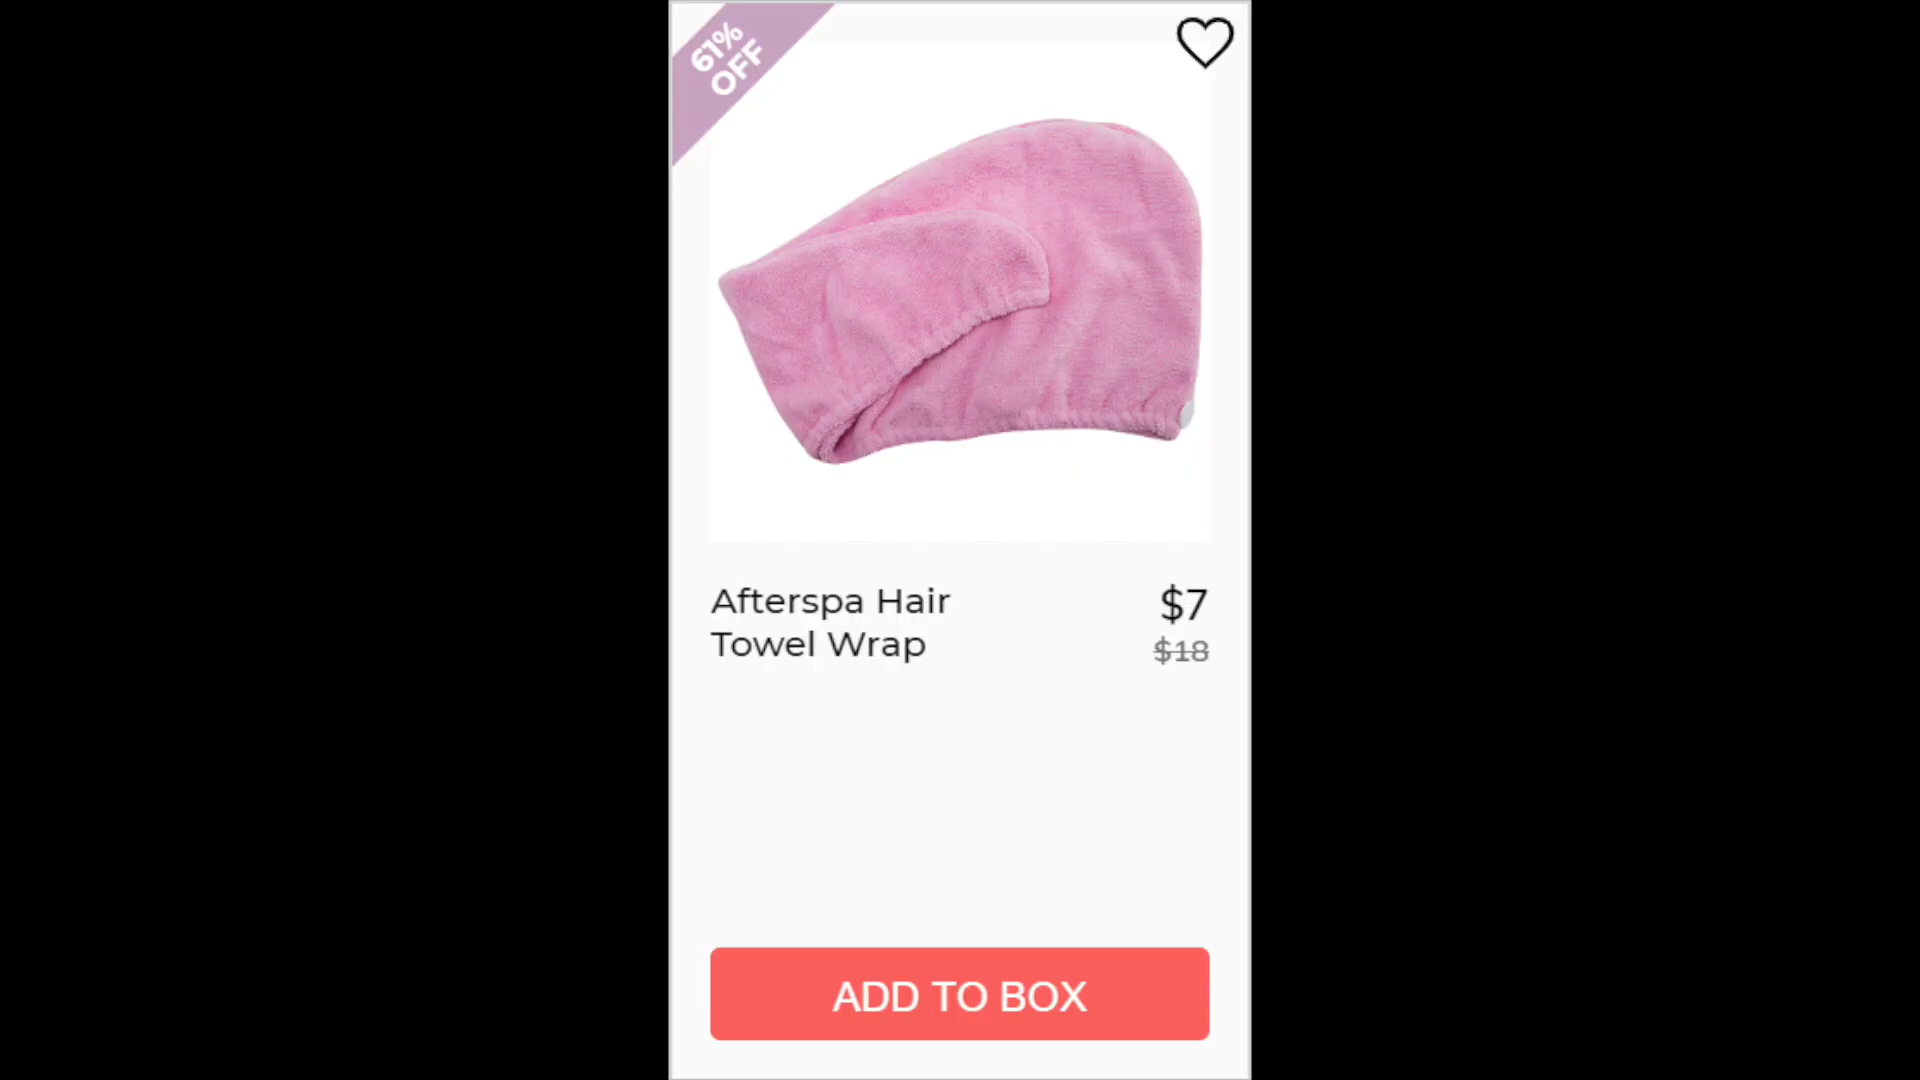 61%
OFF
Afterspa Hair
Towel Wrap
$7
$18
ADD TO BOX